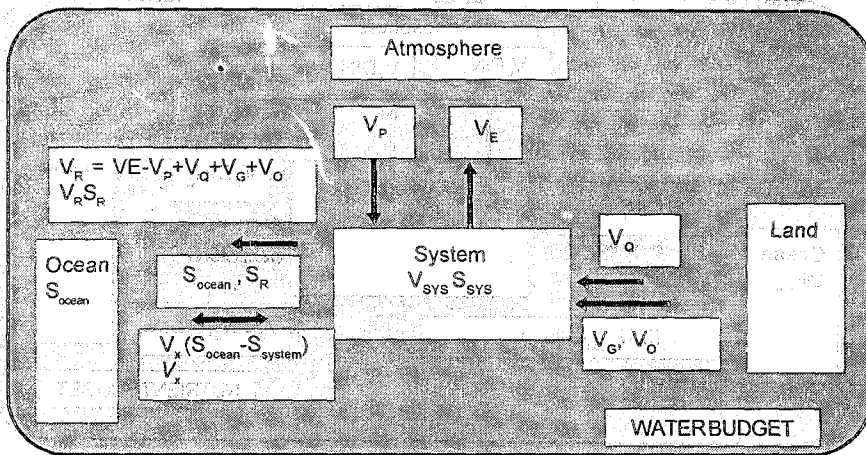 Atmosphere
V_P
V_E
V_R = VE-V_P+V_Q+V_G+V_O
V_RS_R
Ocean
S_ocean
S_ocean, S_R
V_x(S_ocean-S_system)
V_x
System
V_SYS S_SYS
V_Q
V_G, V_O
Land
WATERBUDGET